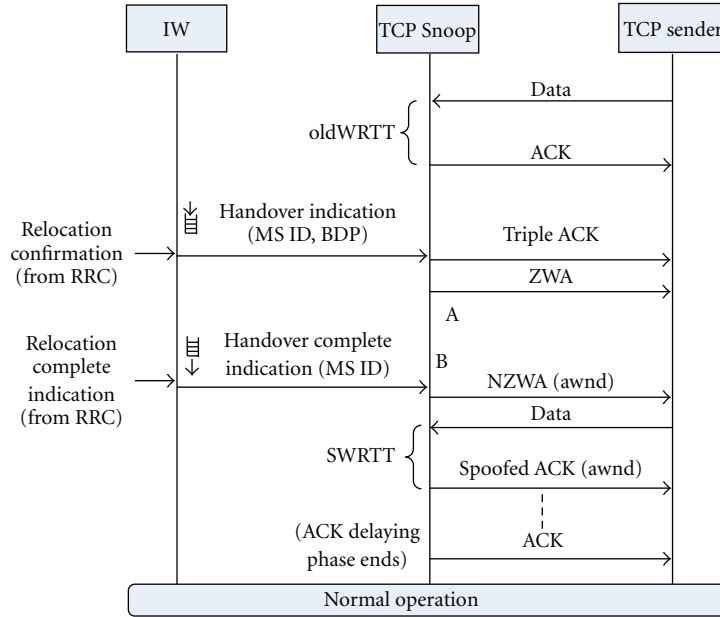 IW
TCP Snoop
TCP sender
Data
oldWRTT
ACK
Handover indication
(MS ID, BDP)
Relocation
confirmation
(from RRC)
Triple ACK
ZWA
A
Relocation
complete
indication
(from RRC)
Handover complete
indication (MS ID)
B
NZWA (awnd)
Data
SWRTT
Spoofed ACK (awnd)
(ACK delaying
phase ends)
ACK
Normal operation